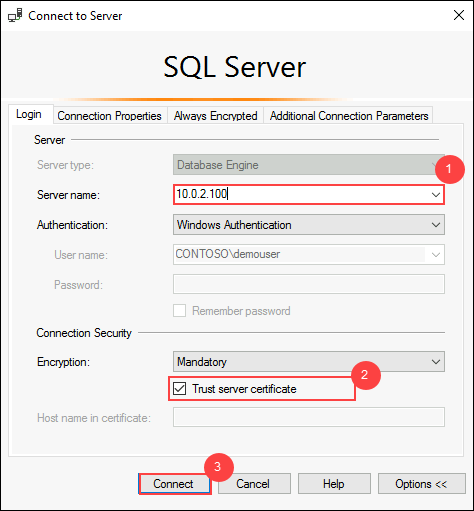 Connect to Server
SQL Server
Login Connection Properties Always Encrypted Additional Connection Parameters
Server
1
Server type: Database Engine
Server name: 10.0.2.100
Authentication: Windows Authentication
User name: CONTOSO\demouser
Password:
Remember password
Connection Security
Encryption: Mandatory
2
Trust server certificate
Host name in certificate:
3
Connect Cancel Help Options <<